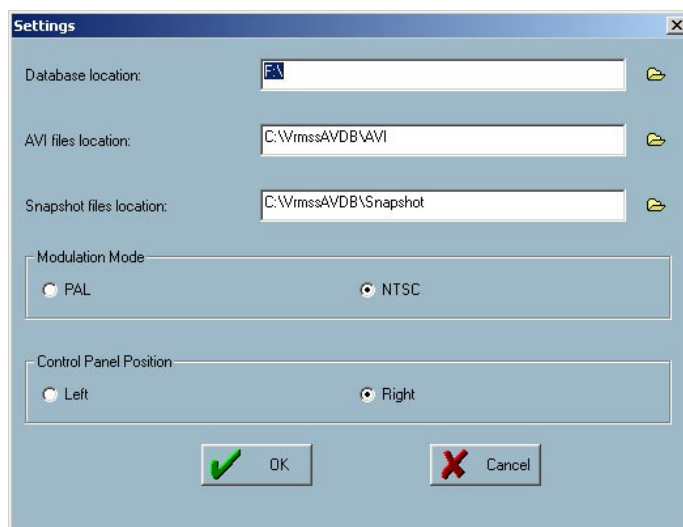 Settings
Database location: F:\
AVI files location: C:\VrmssAVDB\AVI
Snapshot files location: C:\VrmssAVDB\Snapshot
Modulation Mode
PAL NTSC
Control Panel Position
Left Right
OK Cancel